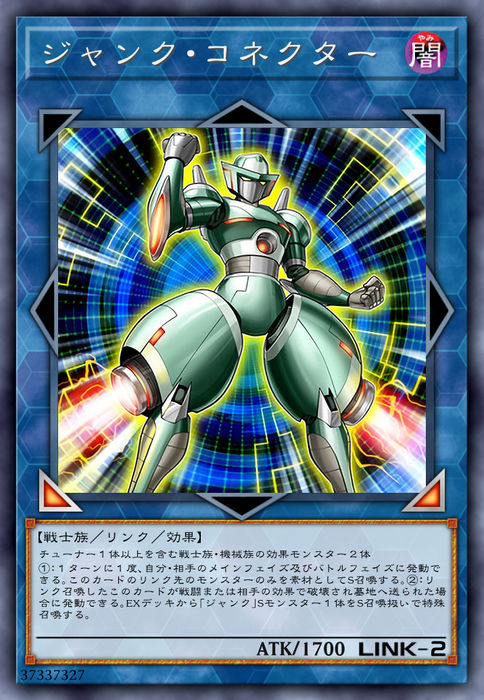 ジャンク・コネクター
やみ
闇
【戦士族／リンク／効果】
チューナー１体以上を含む戦士族・機械族の効果モンスター２体
①：１ターンに１度、自分・相手のメインフェイズ及びバトルフェイズに発動で
きる。このカードのリンク先のモンスターのみを素材としてS召喚する。②：リ
ンク召喚したこのカードが戦闘または相手の効果で破壊され墓地へ送られた場
合に発動できる。EXデッキから「ジャンク」Sモンスター１体をS召喚扱いで特殊
召喚する。
ATK/1700 LINK-2
37337327